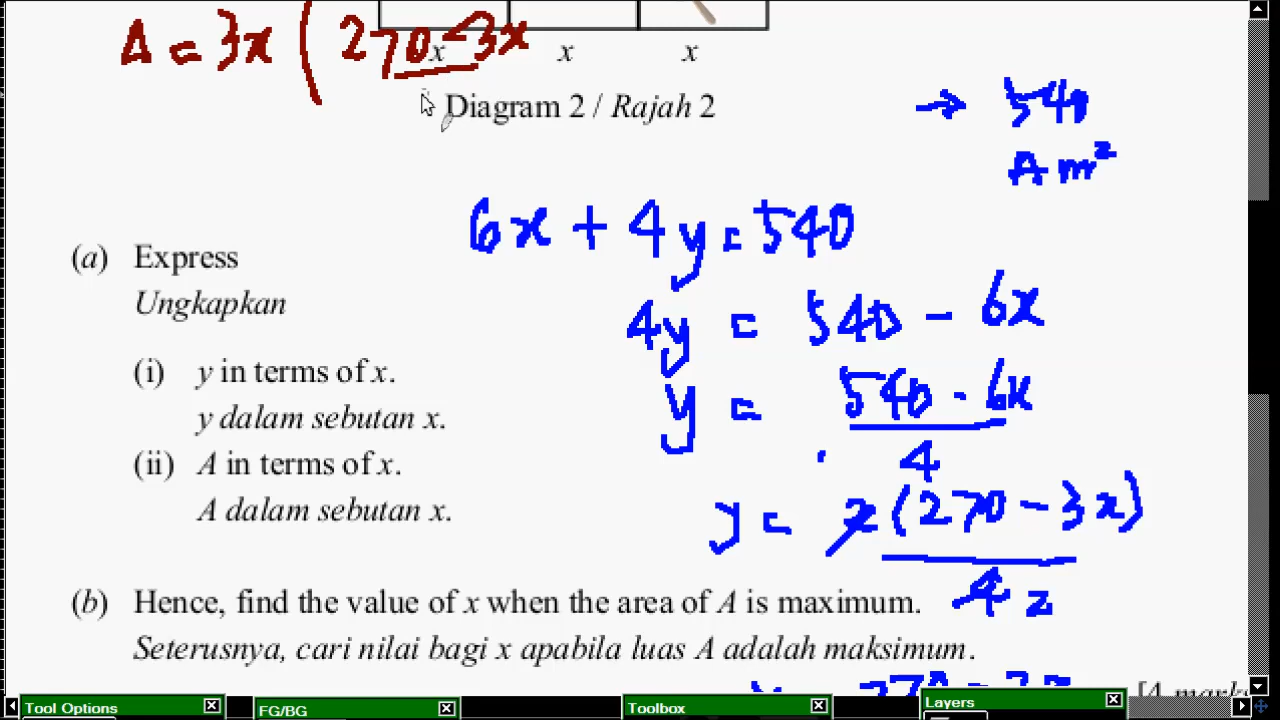 A = 3x ( 270 - 3x
x x x
Diagram 2 / Rajah 2
→ 540
A m²
6x + 4y = 540
(a) Express
Ungkapkan
4y = 540 - 6x
(i) y in terms of x.
y = 540 - 6x
y dalam sebutan x.
4
(ii) A in terms of x.
A dalam sebutan x.
y = 2 (270 - 3x)
4 2
(b) Hence, find the value of x when the area of A is maximum.
Seterusnya, cari nilai bagi x apabila luas A adalah maksimum.
Tool Options
FG/BG
Toolbox
Layers